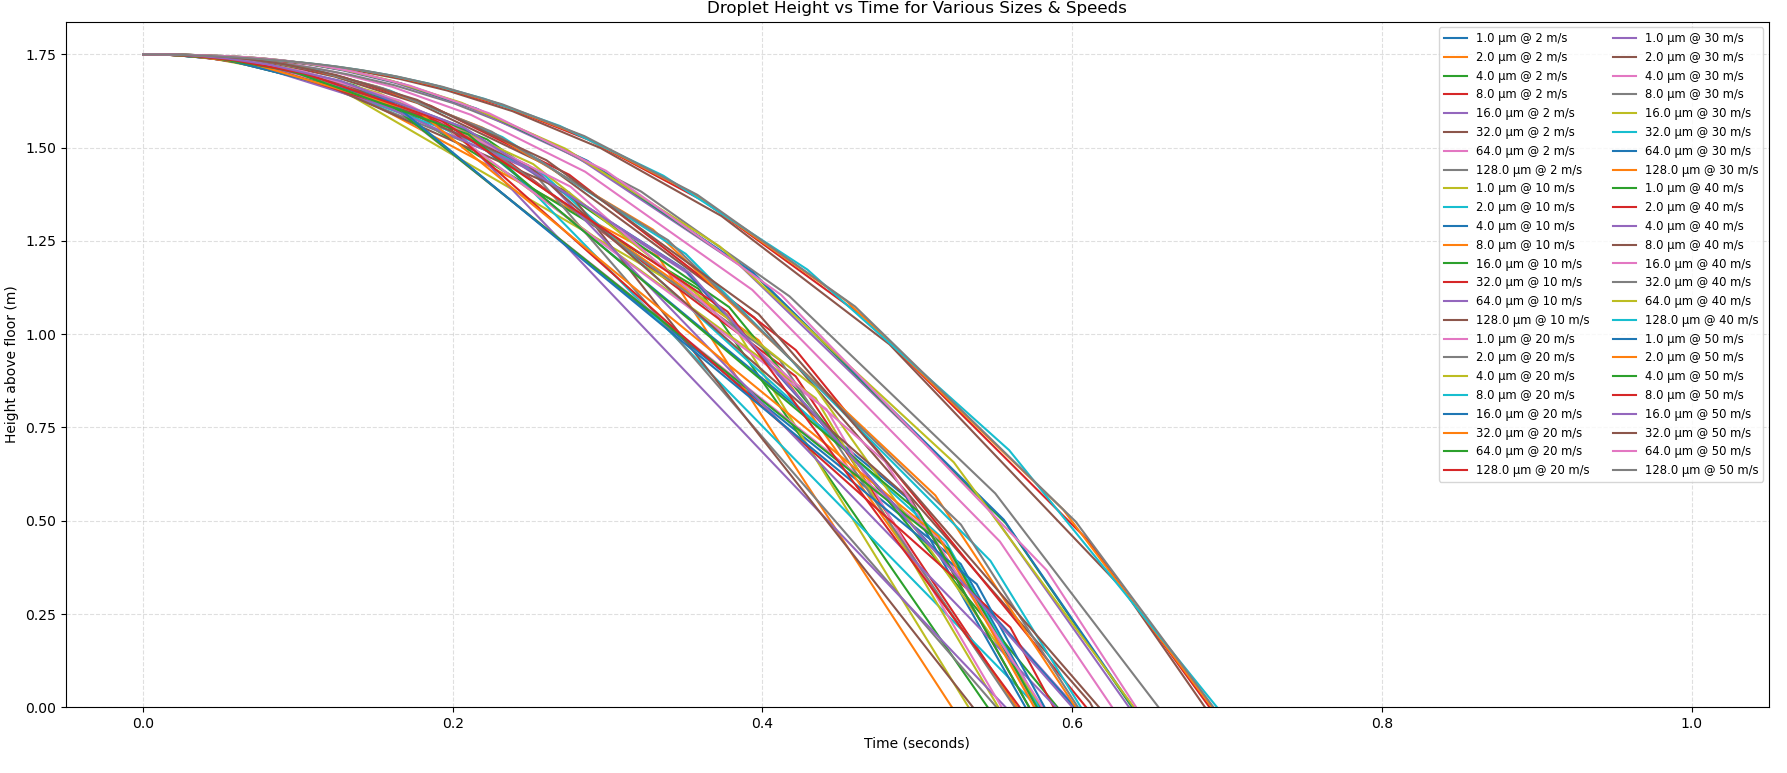 Droplet Height vs Time for Various Sizes & Speeds
Height above floor (m)
1.75
1.50
1.25
1.00
0.75
0.50
0.25
0.00
0.0
0.2
0.4
0.6
0.8
1.0
Time (seconds)
1.0 µm @ 2 m/s
2.0 µm @ 2 m/s
4.0 µm @ 2 m/s
8.0 µm @ 2 m/s
16.0 µm @ 2 m/s
32.0 µm @ 2 m/s
64.0 µm @ 2 m/s
128.0 µm @ 2 m/s
1.0 µm @ 10 m/s
2.0 µm @ 10 m/s
4.0 µm @ 10 m/s
8.0 µm @ 10 m/s
16.0 µm @ 10 m/s
32.0 µm @ 10 m/s
64.0 µm @ 10 m/s
128.0 µm @ 10 m/s
1.0 µm @ 20 m/s
2.0 µm @ 20 m/s
4.0 µm @ 20 m/s
8.0 µm @ 20 m/s
16.0 µm @ 20 m/s
32.0 µm @ 20 m/s
64.0 µm @ 20 m/s
128.0 µm @ 20 m/s
1.0 µm @ 30 m/s
2.0 µm @ 30 m/s
4.0 µm @ 30 m/s
8.0 µm @ 30 m/s
16.0 µm @ 30 m/s
32.0 µm @ 30 m/s
64.0 µm @ 30 m/s
128.0 µm @ 30 m/s
1.0 µm @ 40 m/s
2.0 µm @ 40 m/s
4.0 µm @ 40 m/s
8.0 µm @ 40 m/s
16.0 µm @ 40 m/s
32.0 µm @ 40 m/s
64.0 µm @ 40 m/s
128.0 µm @ 40 m/s
1.0 µm @ 50 m/s
2.0 µm @ 50 m/s
4.0 µm @ 50 m/s
8.0 µm @ 50 m/s
16.0 µm @ 50 m/s
32.0 µm @ 50 m/s
64.0 µm @ 50 m/s
128.0 µm @ 50 m/s